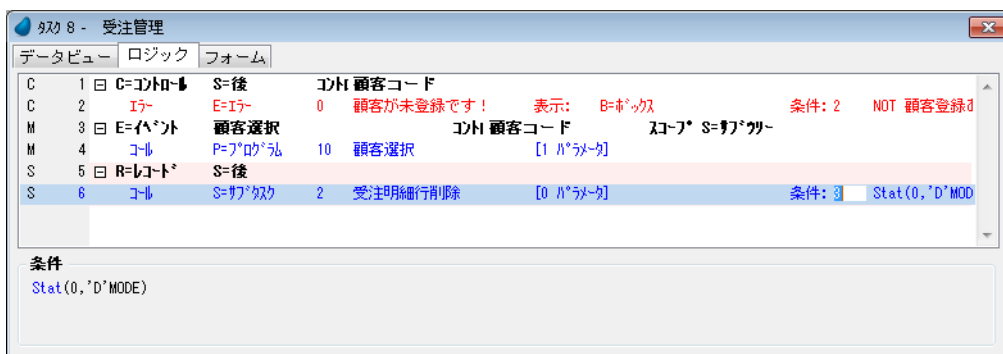 ﾀｽｸ 8 - 受注管理
データビュー ロジック フォーム
C 1 C=ｺﾝﾄﾛｰﾙ S=後 ｺﾝﾄﾛ 顧客コード
C 2 ｴﾗｰ E=ｴﾗｰ 0 顧客が未登録です！ 表示: B=ﾎﾞｯｸｽ 条件: 2 NOT 顧客登録
M 3 E=ｲﾍﾞﾝﾄ 顧客選択 ｺﾝﾄ 顧客コード ｽｺｰﾌﾟ S=ｻﾌﾞﾂﾘｰ
M 4 ｺｰﾙ P=ﾌﾟﾛｸﾞﾗﾑ 10 顧客選択 [1 ﾊﾟﾗﾒｰﾀ]
S 5 R=ﾚｺｰﾄﾞ S=後
S 6 ｺｰﾙ S=ｻﾌﾞﾀｽｸ 2 受注明細行削除 [0 ﾊﾟﾗﾒｰﾀ] 条件: 3 Stat(0,'D'MOD
条件
Stat(0,'D'MODE)